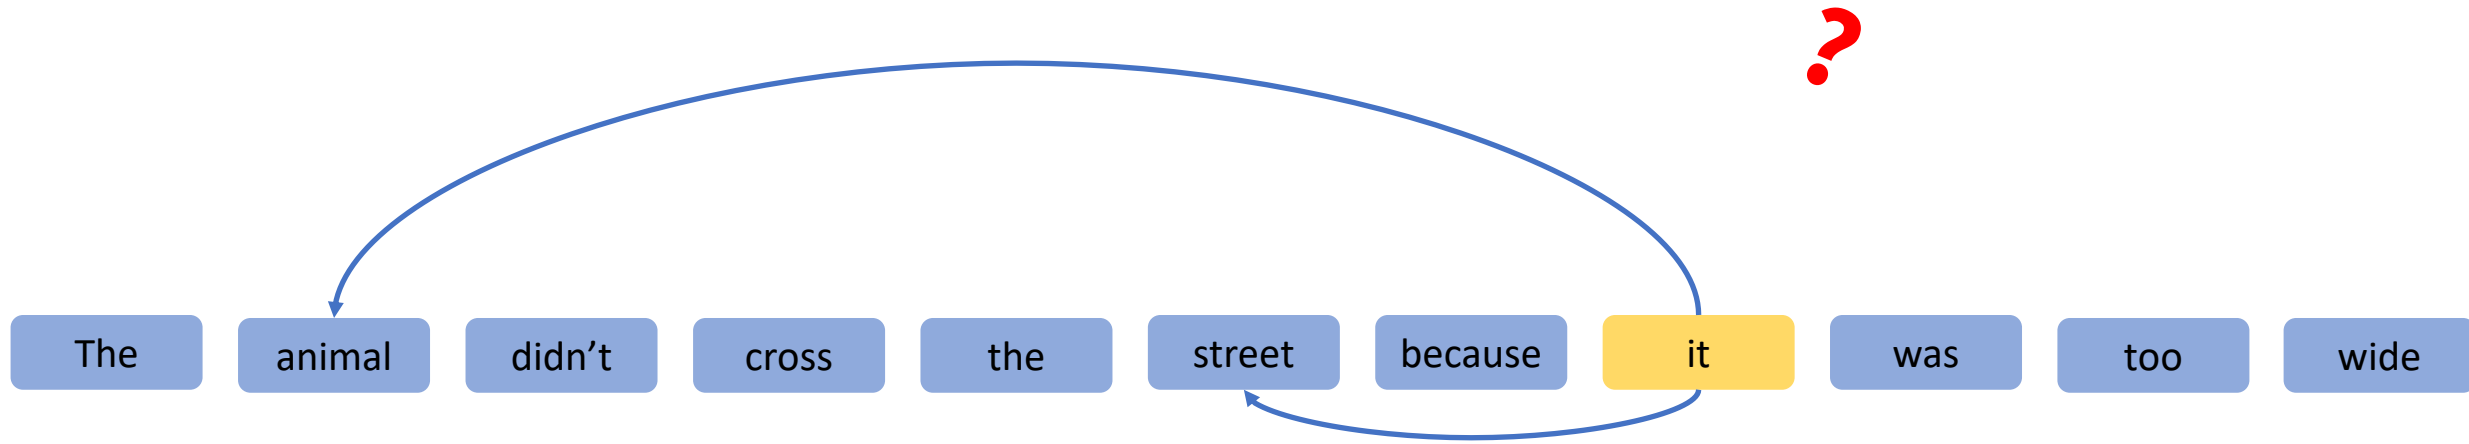 ?
The animal didn’t cross the street because it was too wide